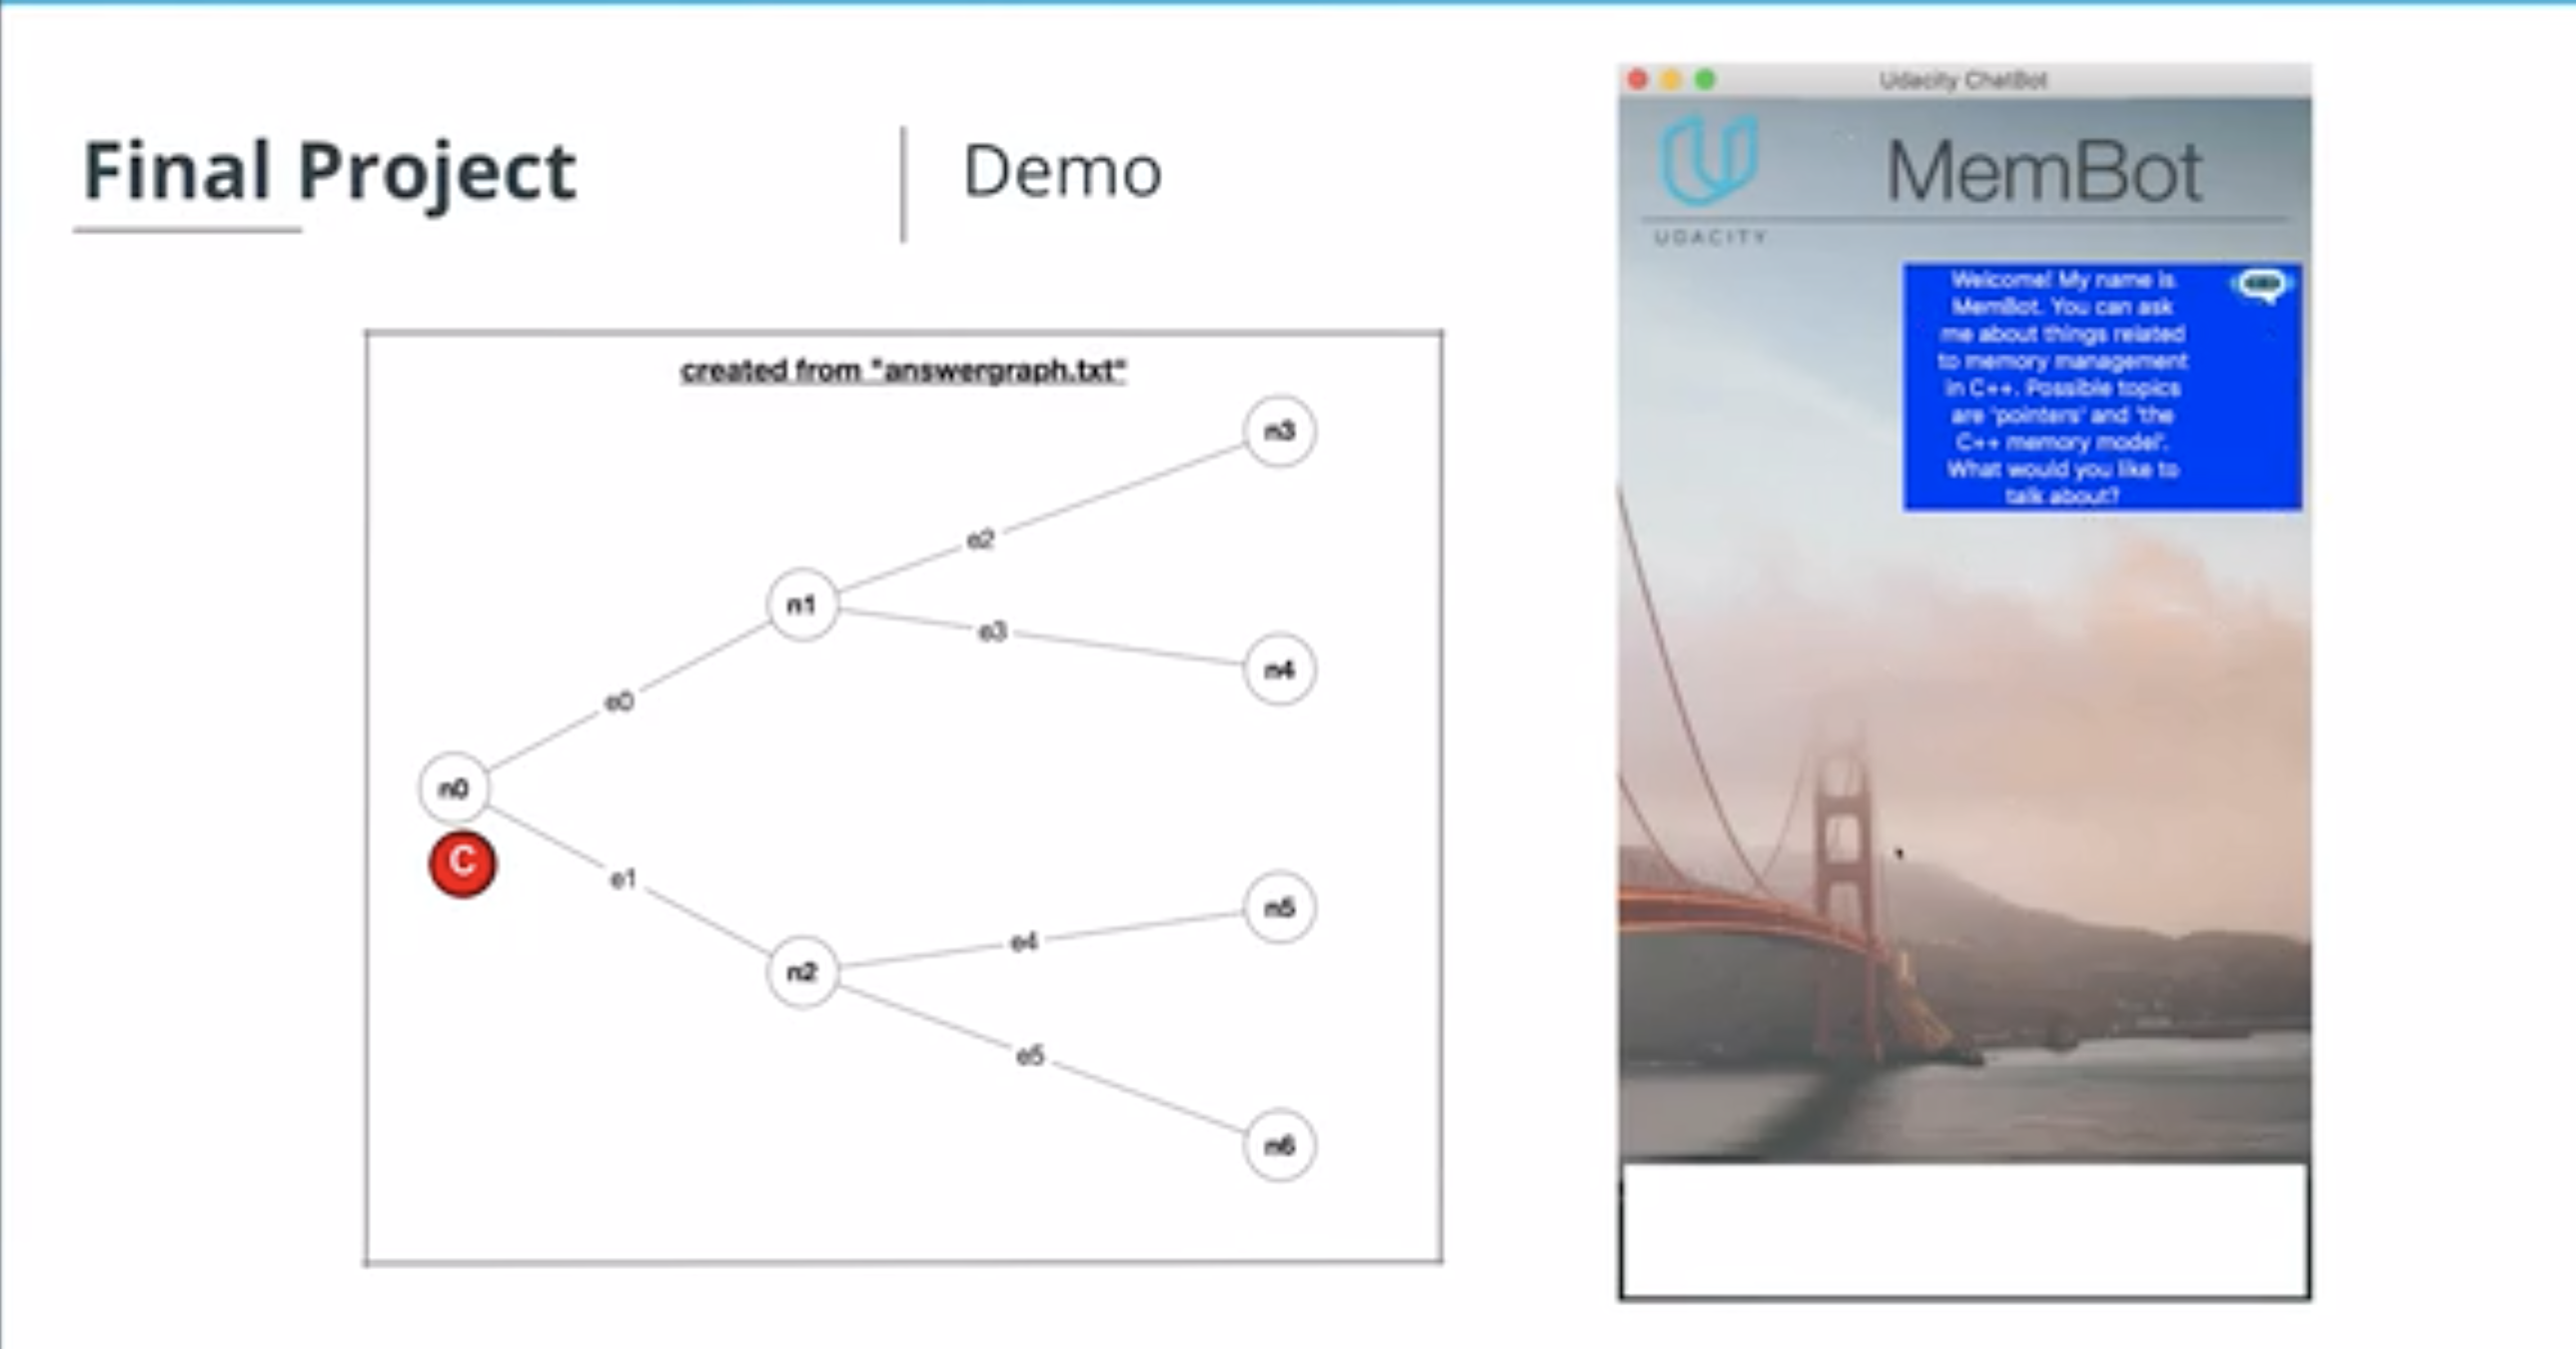 Final Project
Demo
created from "answergraph.txt"
n3
e2
n1
e3
n4
e0
n0
C
e1
n5
e4
n2
e5
n6
Udacity ChatBot
MemBot
UDACITY
Welcome! My name is
MemBot. You can ask
me about things related
to memory management
in C++. Possible topics
are 'pointers' and 'the
C++ memory model'.
What would you like to
talk about?